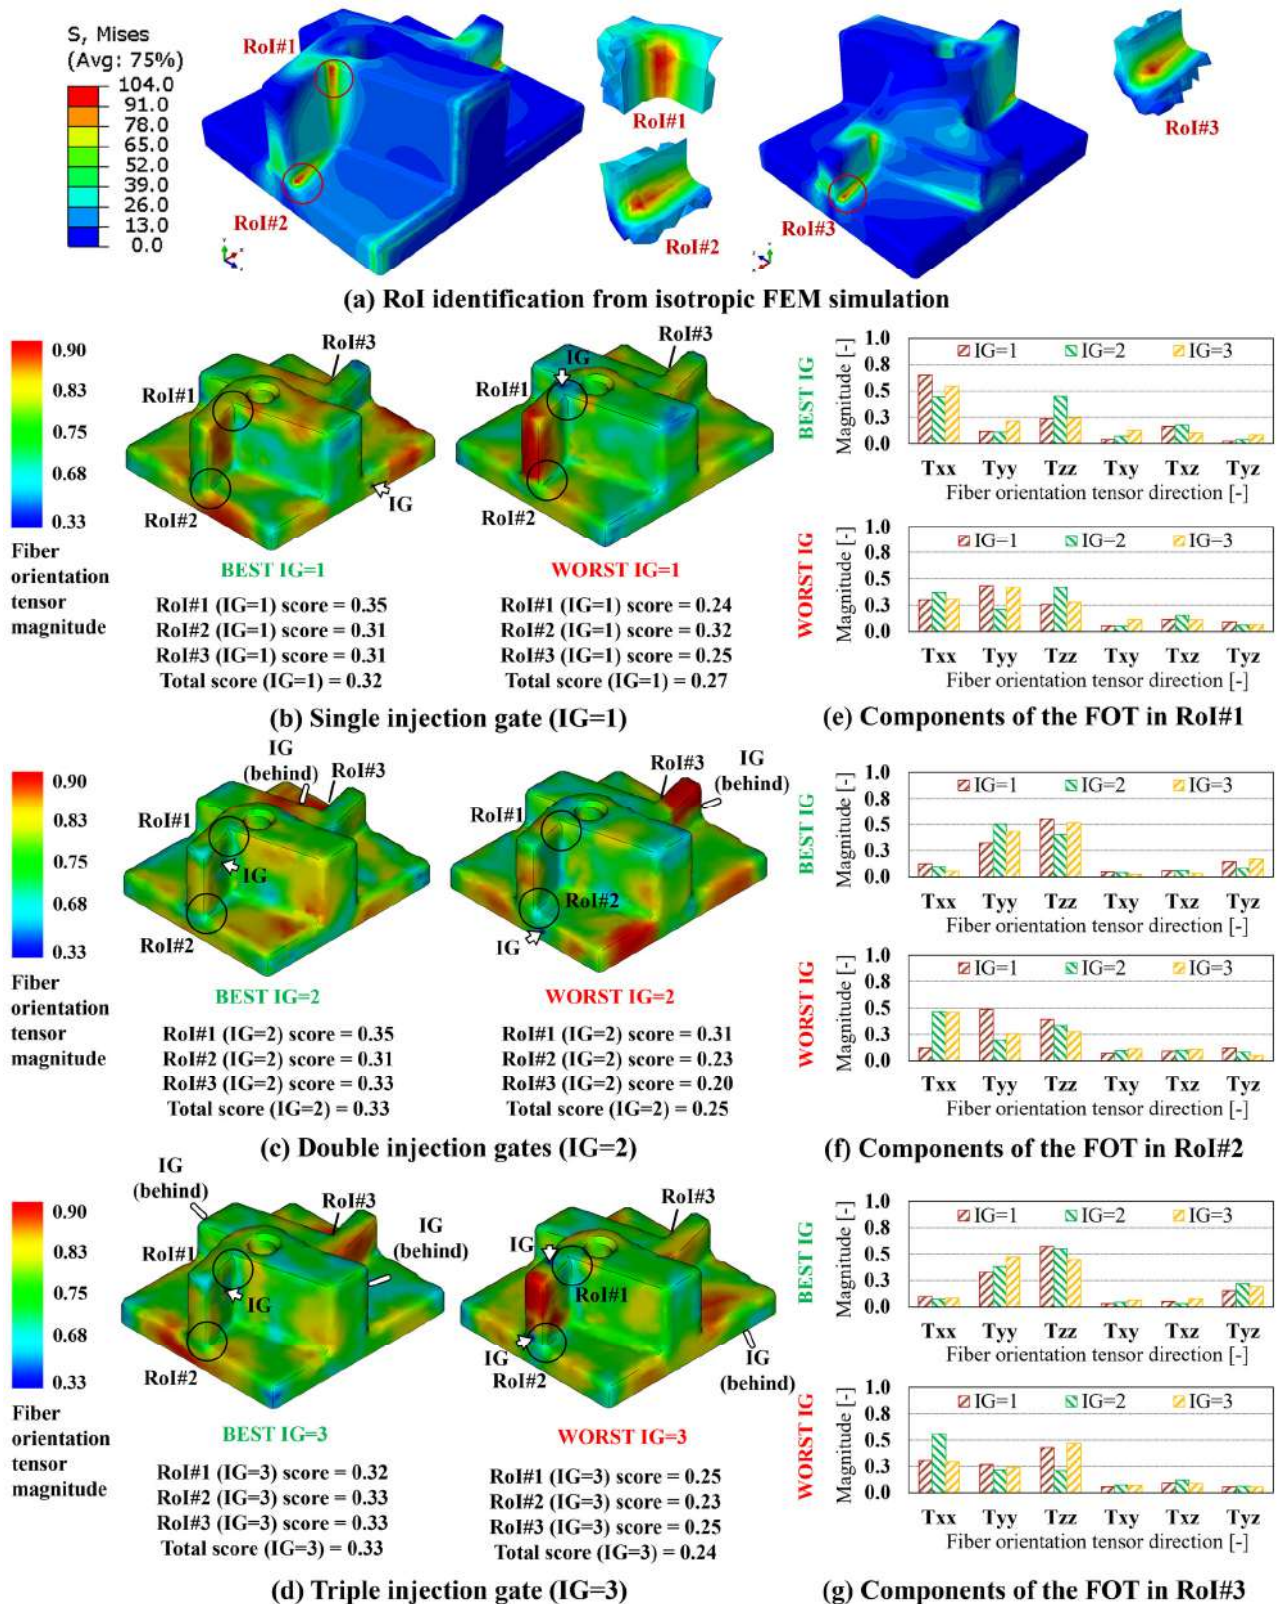 S, Mises
(Avg: 75%)
104.0
91.0
78.0
65.0
52.0
39.0
26.0
13.0
0.0
RoI#1
RoI#2
RoI#1
RoI#2
RoI#3
RoI#3
(a) RoI identification from isotropic FEM simulation
0.90
0.83
0.75
0.68
0.33
Fiber
orientation
tensor
magnitude
RoI#3
RoI#1
RoI#2
IG
BEST IG=1
RoI#1 (IG=1) score = 0.35
RoI#2 (IG=1) score = 0.31
RoI#3 (IG=1) score = 0.31
Total score (IG=1) = 0.32
RoI#3
IG
RoI#1
RoI#2
WORST IG=1
RoI#1 (IG=1) score = 0.24
RoI#2 (IG=1) score = 0.32
RoI#3 (IG=1) score = 0.25
Total score (IG=1) = 0.27
(b) Single injection gate (IG=1)
BEST IG
Magnitude [-]
1.0
0.8
0.5
0.3
0.0
IG=1 IG=2 IG=3
Txx Tyy Tzz Txy Txz Tyz
Fiber orientation tensor direction [-]
WORST IG
Magnitude [-]
1.0
0.8
0.5
0.3
0.0
IG=1 IG=2 IG=3
Txx Tyy Tzz Txy Txz Tyz
Fiber orientation tensor direction [-]
(e) Components of the FOT in RoI#1
0.90
0.83
0.75
0.68
0.33
Fiber
orientation
tensor
magnitude
IG
(behind)
RoI#3
RoI#1
IG
RoI#2
BEST IG=2
RoI#1 (IG=2) score = 0.35
RoI#2 (IG=2) score = 0.31
RoI#3 (IG=2) score = 0.33
Total score (IG=2) = 0.33
RoI#3
IG
(behind)
RoI#1
RoI#2
IG
WORST IG=2
RoI#1 (IG=2) score = 0.31
RoI#2 (IG=2) score = 0.23
RoI#3 (IG=2) score = 0.20
Total score (IG=2) = 0.25
(c) Double injection gates (IG=2)
BEST IG
Magnitude [-]
1.0
0.8
0.5
0.3
0.0
IG=1 IG=2 IG=3
Txx Tyy Tzz Txy Txz Tyz
Fiber orientation tensor direction [-]
WORST IG
Magnitude [-]
1.0
0.8
0.5
0.3
0.0
IG=1 IG=2 IG=3
Txx Tyy Tzz Txy Txz Tyz
Fiber orientation tensor direction [-]
(f) Components of the FOT in RoI#2
0.90
0.83
0.75
0.68
0.33
Fiber
orientation
tensor
magnitude
IG
(behind)
RoI#3
IG
(behind)
RoI#1
IG
RoI#2
BEST IG=3
RoI#1 (IG=3) score = 0.32
RoI#2 (IG=3) score = 0.33
RoI#3 (IG=3) score = 0.33
Total score (IG=3) = 0.33
RoI#3
IG
RoI#1
IG
RoI#2
IG
(behind)
WORST IG=3
RoI#1 (IG=3) score = 0.25
RoI#2 (IG=3) score = 0.23
RoI#3 (IG=3) score = 0.25
Total score (IG=3) = 0.24
(d) Triple injection gate (IG=3)
BEST IG
Magnitude [-]
1.0
0.8
0.5
0.3
0.0
IG=1 IG=2 IG=3
Txx Tyy Tzz Txy Txz Tyz
Fiber orientation tensor direction [-]
WORST IG
Magnitude [-]
1.0
0.8
0.5
0.3
0.0
IG=1 IG=2 IG=3
Txx Tyy Tzz Txy Txz Tyz
Fiber orientation tensor direction [-]
(g) Components of the FOT in RoI#3